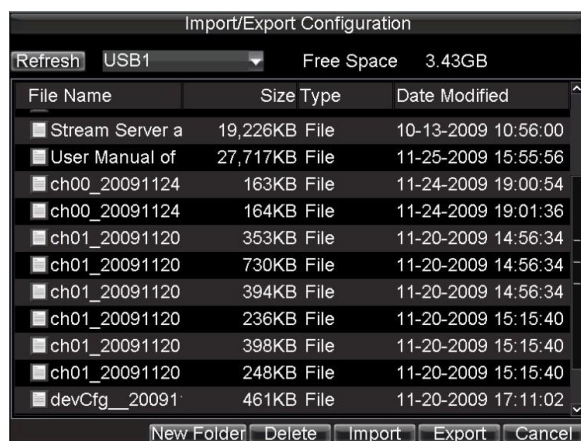 Import/Export Configuration
Refresh USB1 Free Space 3.43GB
File Name Size Type Date Modified
Stream Server a 19,226KB File 10-13-2009 10:56:00
User Manual of 27,717KB File 11-25-2009 15:55:56
ch00_20091124 163KB File 11-24-2009 19:00:54
ch00_20091124 164KB File 11-24-2009 19:01:36
ch01_20091120 353KB File 11-20-2009 14:56:34
ch01_20091120 730KB File 11-20-2009 14:56:34
ch01_20091120 394KB File 11-20-2009 14:56:34
ch01_20091120 236KB File 11-20-2009 15:15:40
ch01_20091120 398KB File 11-20-2009 15:15:40
ch01_20091120 248KB File 11-20-2009 15:15:40
devCfg__20091 461KB File 11-20-2009 17:11:02
New Folder Delete Import Export Cancel